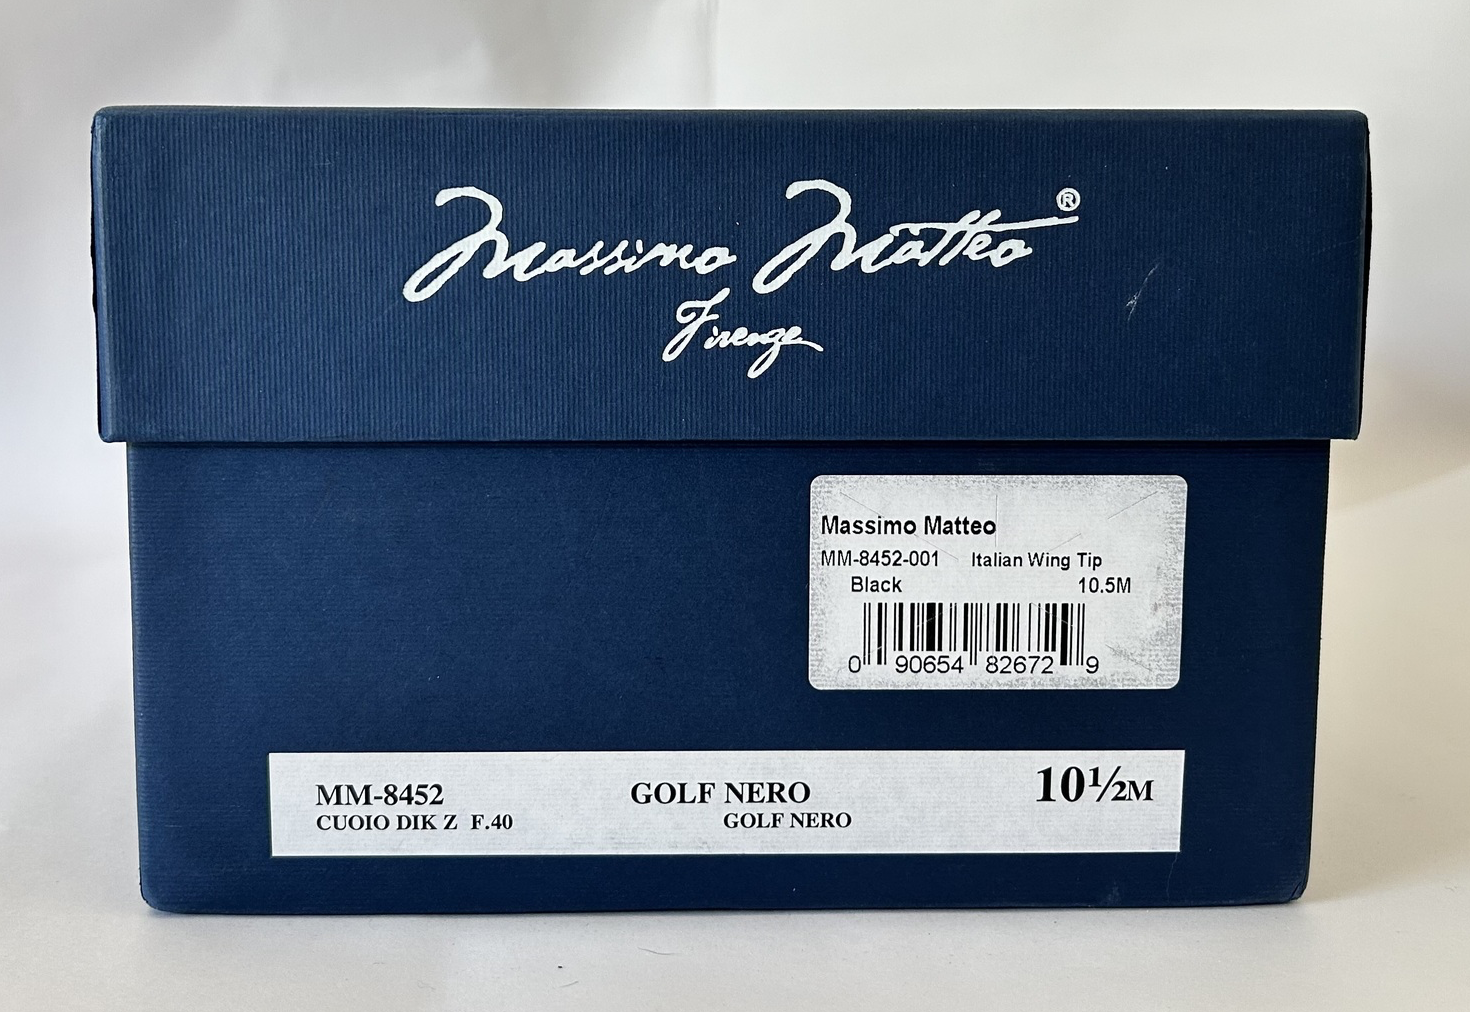 Massimo Matteo®
Firenze
Massimo Matteo
MM-8452-001 Italian Wing Tip
Black 10.5M
0 90654 82672 9
MM-8452 GOLF NERO 10½M
CUOIO DIK Z F.40 GOLF NERO